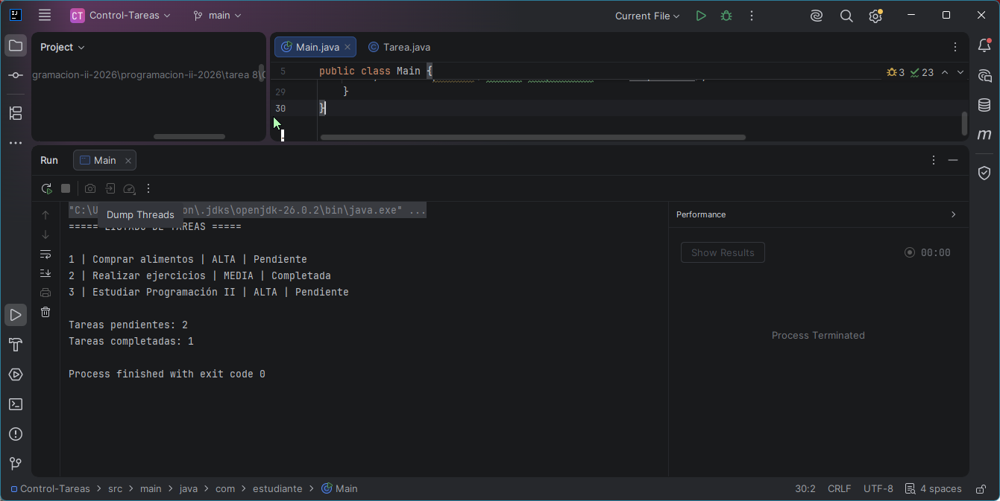 CT Control-Tareas main Current File
Project
Main.java Tarea.java
gramacion-ii-2026\programacion-ii-2026\tarea 8\
5 public class Main {
3 23
29 }
30 }
Run Main
"C:\U on\.jdks\openjdk-26.0.2\bin\java.exe" ...
Dump Threads
===== LISTADO DE TAREAS =====
1 | Comprar alimentos | ALTA | Pendiente
2 | Realizar ejercicios | MEDIA | Completada
3 | Estudiar Programación II | ALTA | Pendiente
Tareas pendientes: 2
Tareas completadas: 1
Process finished with exit code 0
Performance
Show Results 00:00
Process Terminated
Control-Tareas > src > main > java > com > estudiante > Main 30:2 CRLF UTF-8 4 spaces